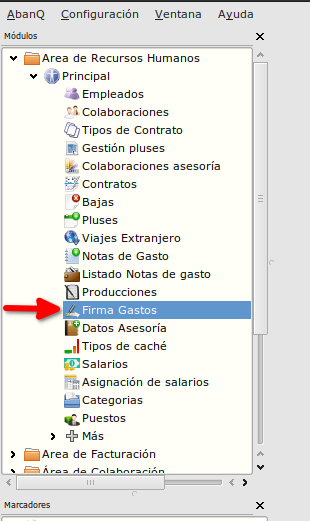 AbanQ Configuración Ventana Ayuda
Módulos
Area de Recursos Humanos
Principal
Empleados
Colaboraciones
Tipos de Contrato
Gestión pluses
Colaboraciones asesoría
Contratos
Bajas
Pluses
Viajes Extranjero
Notas de Gasto
Listado Notas de gasto
Producciones
Firma Gastos
Datos Asesoría
Tipos de caché
Salarios
Asignación de salarios
Categorias
Puestos
Más
Area de Facturación
Área de Colaboración
Marcadores